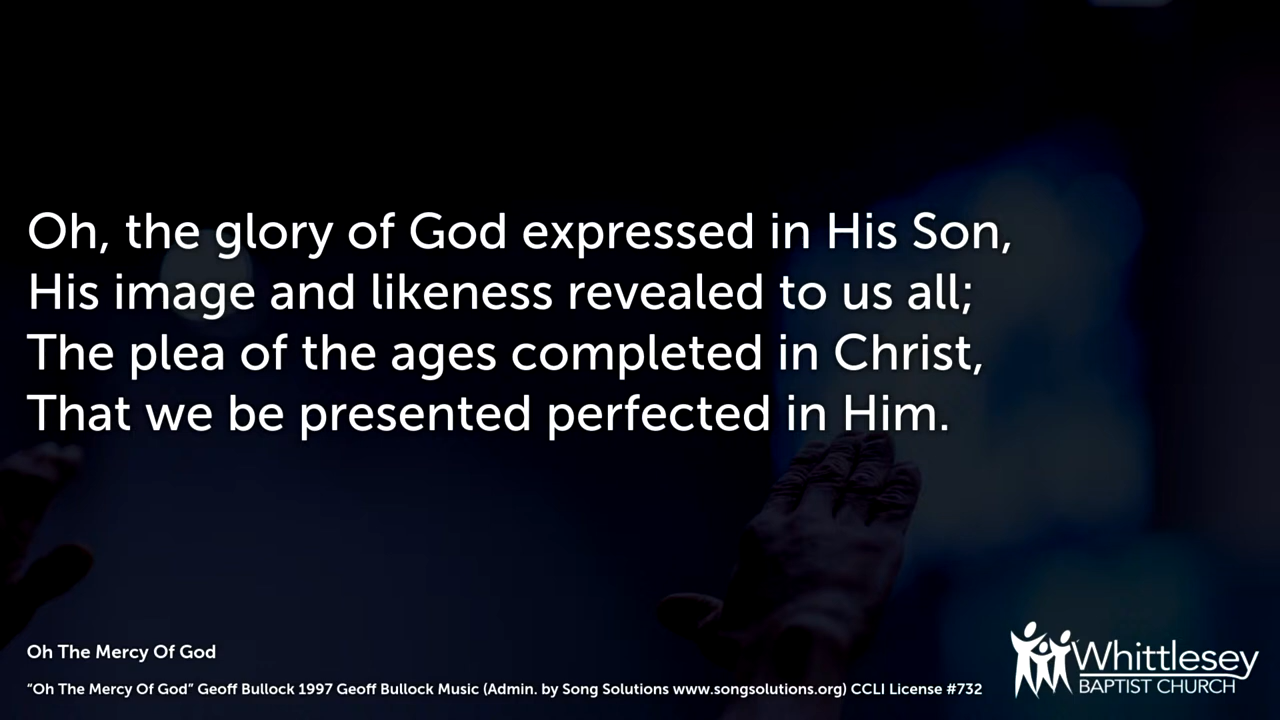 Oh, the glory of God expressed in His Son,
His image and likeness revealed to us all;
The plea of the ages completed in Christ,
That we be presented perfected in Him.
Oh The Mercy Of God
“Oh The Mercy Of God” Geoff Bullock 1997 Geoff Bullock Music (Admin. by Song Solutions www.songsolutions.org) CCLI License #732
Whittlesey
BAPTIST CHURCH